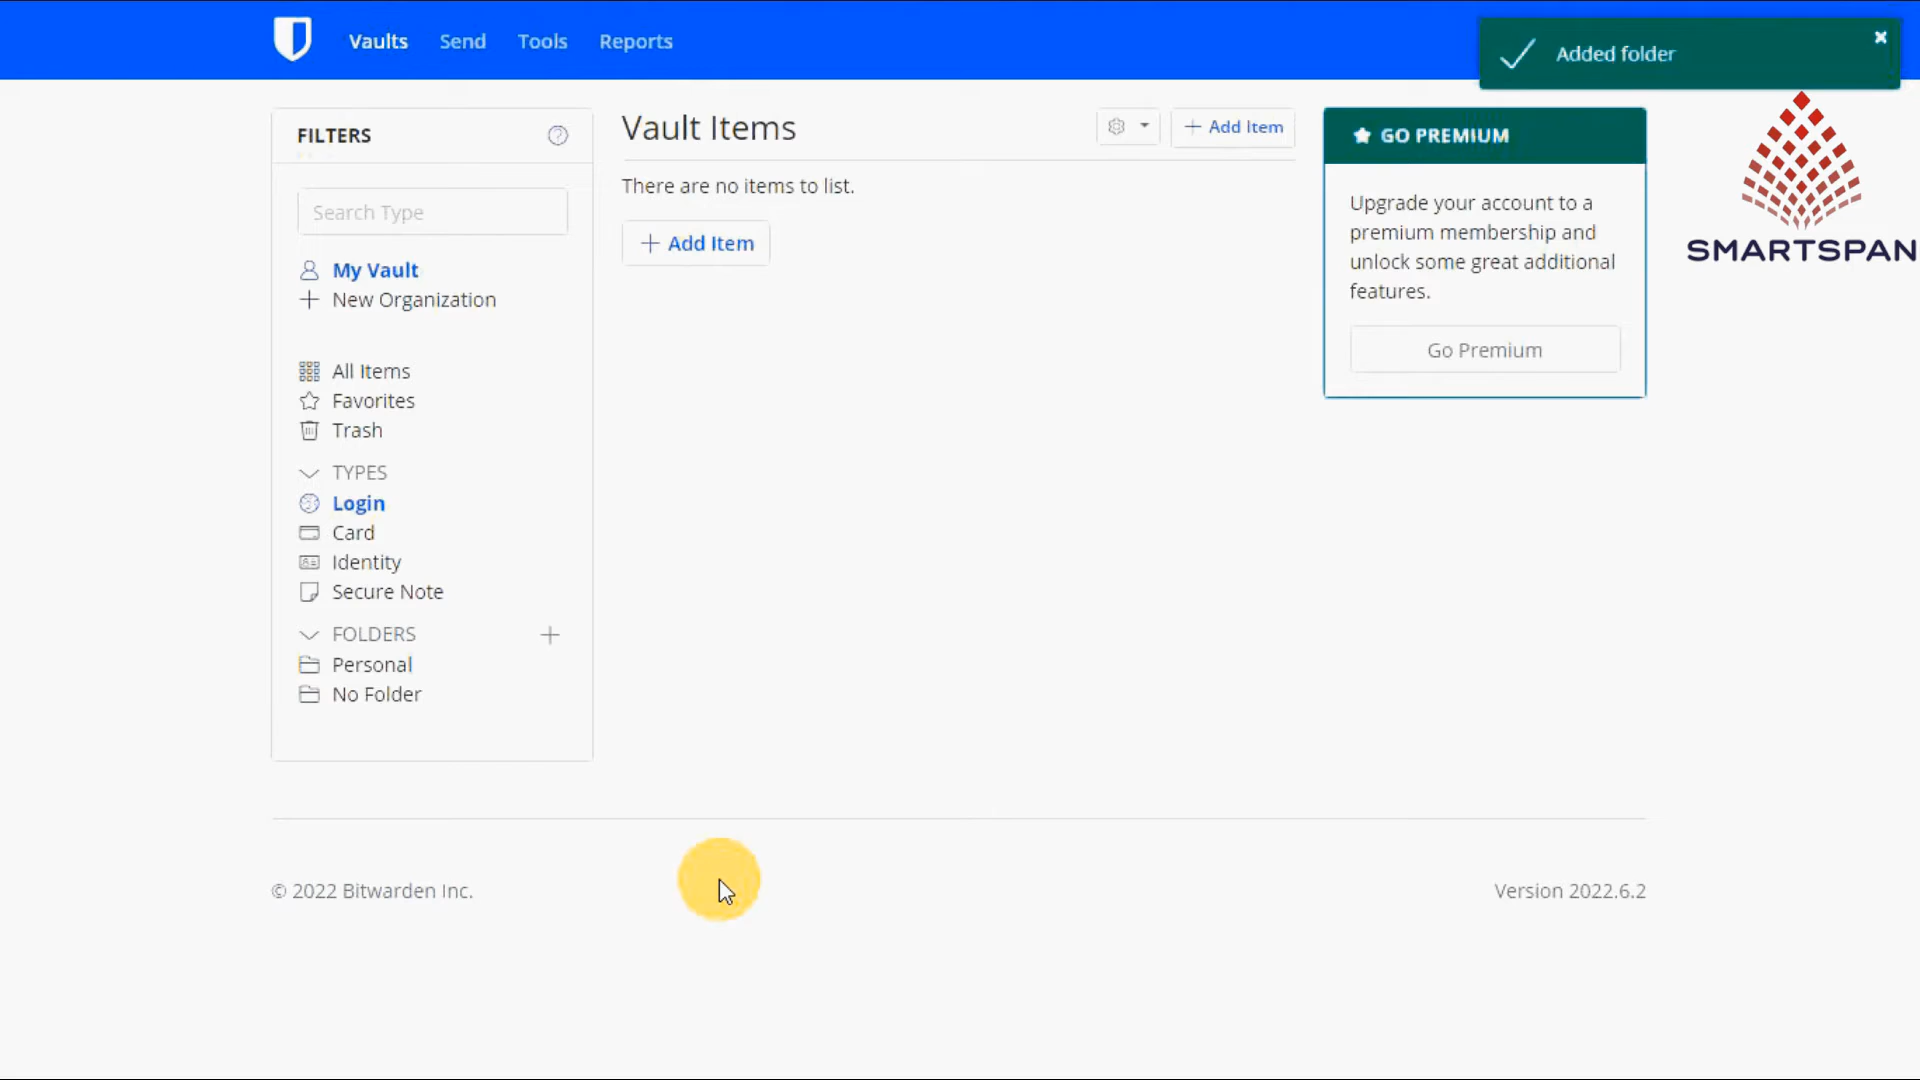 Vaults Send Tools Reports
Added folder
FILTERS
Search Type
My Vault
New Organization
All Items
Favorites
Trash
TYPES
Login
Card
Identity
Secure Note
FOLDERS
Personal
No Folder
Vault Items
Add Item
There are no items to list.
Add Item
GO PREMIUM
Upgrade your account to a
premium membership and
unlock some great additional
features.
Go Premium
SMARTSPAN
© 2022 Bitwarden Inc.
Version 2022.6.2